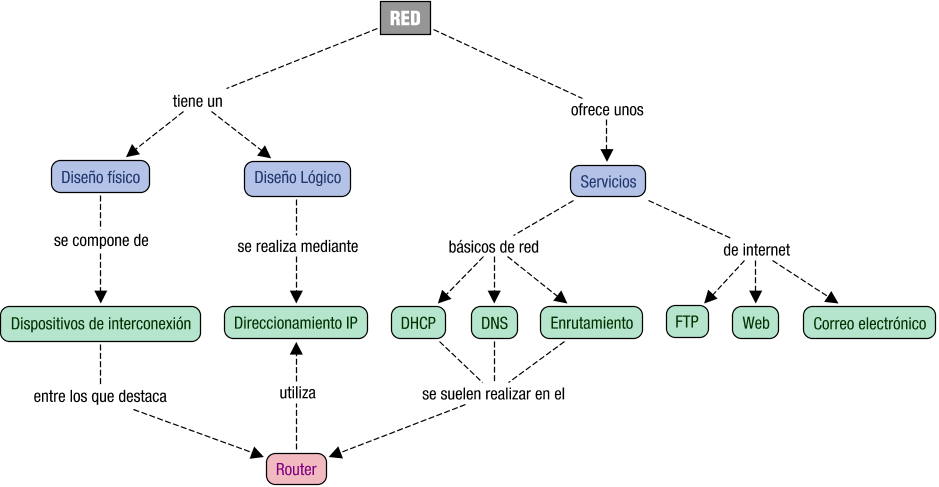 RED
tiene un
ofrece unos
Diseño físico
Diseño Lógico
Servicios
se compone de
se realiza mediante
básicos de red
de internet
Dispositivos de interconexión
Direccionamiento IP
DHCP
DNS
Enrutamiento
FTP
Web
Correo electrónico
entre los que destaca
utiliza
se suelen realizar en el
Router